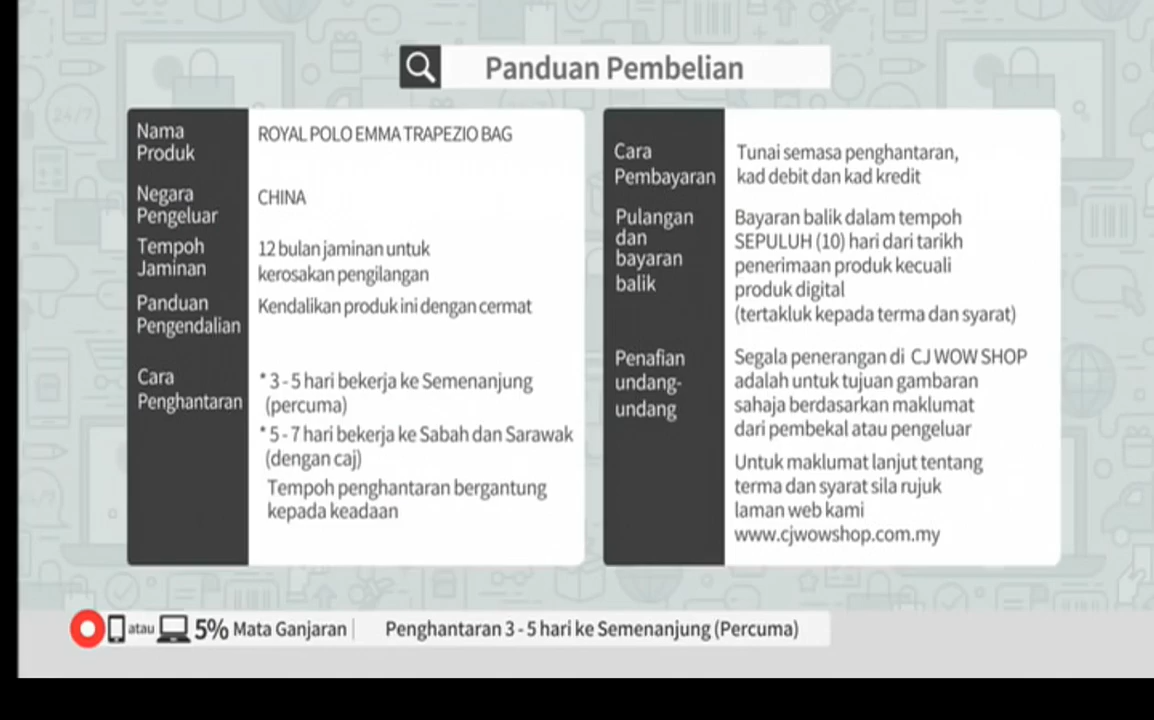 Panduan Pembelian
Nama
Produk
ROYAL POLO EMMA TRAPEZIO BAG
Negara
Pengeluar
CHINA
Tempoh
Jaminan
12 bulan jaminan untuk
kerosakan pengilangan
Panduan
Pengendalian
Kendalikan produk ini dengan cermat
Cara
Penghantaran
* 3 - 5 hari bekerja ke Semenanjung
(percuma)
* 5 - 7 hari bekerja ke Sabah dan Sarawak
(dengan caj)
Tempoh penghantaran bergantung
kepada keadaan
Cara
Pembayaran
Tunai semasa penghantaran,
kad debit dan kad kredit
Pulangan
dan
bayaran
balik
Bayaran balik dalam tempoh
SEPULUH (10) hari dari tarikh
penerimaan produk kecuali
produk digital
(tertakluk kepada terma dan syarat)
Penafian
undang-
undang
Segala penerangan di CJ WOW SHOP
adalah untuk tujuan gambaran
sahaja berdasarkan maklumat
dari pembekal atau pengeluar
Untuk maklumat lanjut tentang
terma dan syarat sila rujuk
laman web kami
www.cjwowshop.com.my
atau 5% Mata Ganjaran | Penghantaran 3 - 5 hari ke Semenanjung (Percuma)
24/7